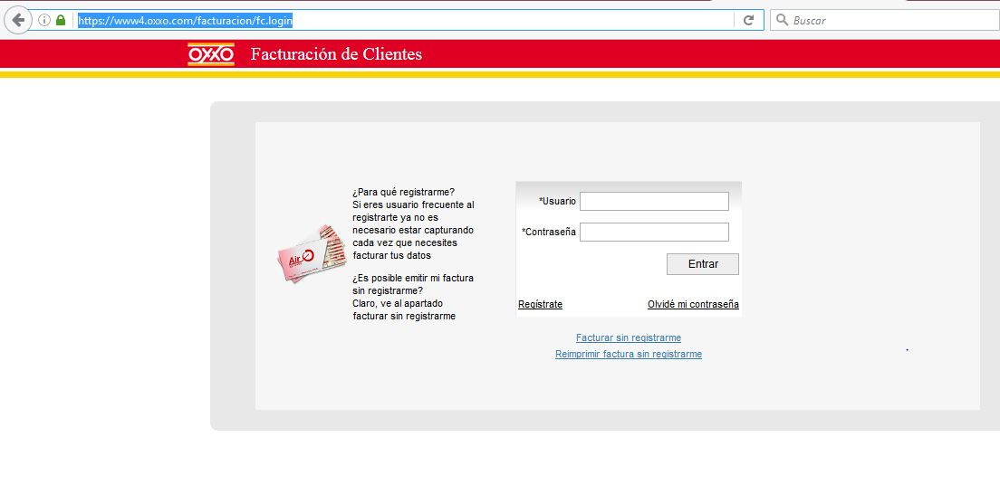 https://www4.oxxo.com/facturacion/fc.login
Buscar
OXXO
Facturación de Clientes
¿Para qué registrarme?
Si eres usuario frecuente al
registrarte ya no es
necesario estar capturando
cada vez que necesites
facturar tus datos
¿Es posible emitir mi factura
sin registrarme?
Claro, ve al apartado
facturar sin registrarme
Air
*Usuario
*Contraseña
Entrar
Regístrate
Olvidé mi contraseña
Facturar sin registrarme
Reimprimir factura sin registrarme